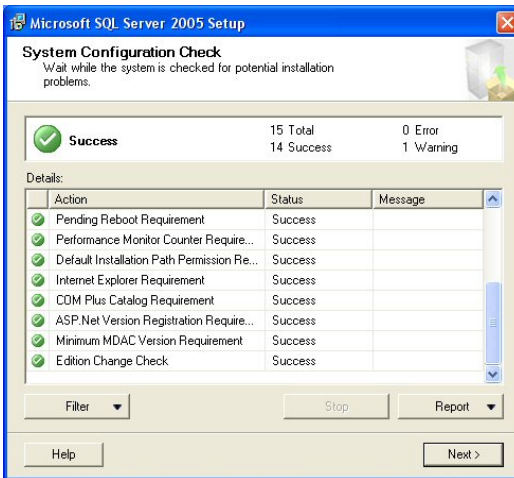 Microsoft SQL Server 2005 Setup
System Configuration Check
Wait while the system is checked for potential installation
problems.
Success
15 Total
0 Error
14 Success
1 Warning
Details:
Action Status Message
Pending Reboot Requirement Success
Performance Monitor Counter Require... Success
Default Installation Path Permission Re... Success
Internet Explorer Requirement Success
COM Plus Catalog Requirement Success
ASP.Net Version Registration Require... Success
Minimum MDAC Version Requirement Success
Edition Change Check Success
Filter Stop Report
Help Next >